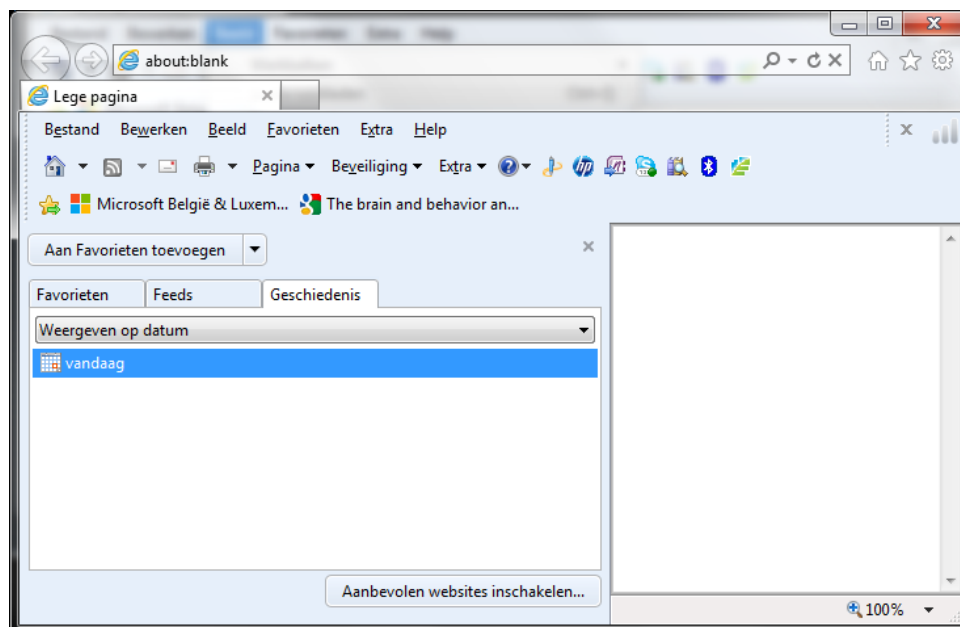 about:blank
Lege pagina
Bestand Bewerken Beeld Favorieten Extra Help
Pagina Beveiliging Extra
Microsoft België & Luxem... The brain and behavior an...
Aan Favorieten toevoegen
Favorieten Feeds Geschiedenis
Weergeven op datum
vandaag
Aanbevolen websites inschakelen...
100%